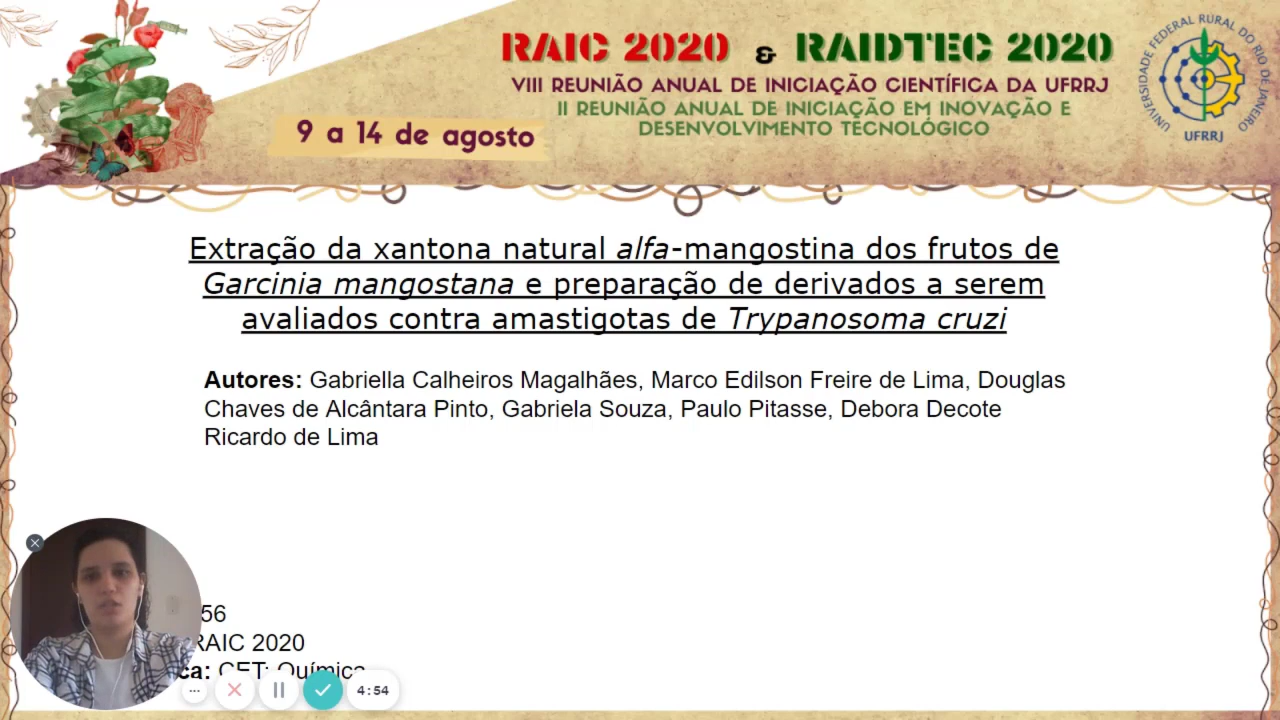 RAIC 2020 & RAIDTEC 2020
VIII REUNIÃO ANUAL DE INICIAÇÃO CIENTÍFICA DA UFRRJ
II REUNIÃO ANUAL DE INICIAÇÃO EM INOVAÇÃO E
DESENVOLVIMENTO TECNOLÓGICO
9 a 14 de agosto
UNIVERSIDADE FEDERAL RURAL DO RIO DE JANEIRO
UFRRJ
Extração da xantona natural alfa-mangostina dos frutos de
Garcinia mangostana e preparação de derivados a serem
avaliados contra amastigotas de Trypanosoma cruzi
Autores: Gabriella Calheiros Magalhães, Marco Edilson Freire de Lima, Douglas
Chaves de Alcântara Pinto, Gabriela Souza, Paulo Pitasse, Debora Decote
Ricardo de Lima
56
RAIC 2020
ca: CET: Química
4:54